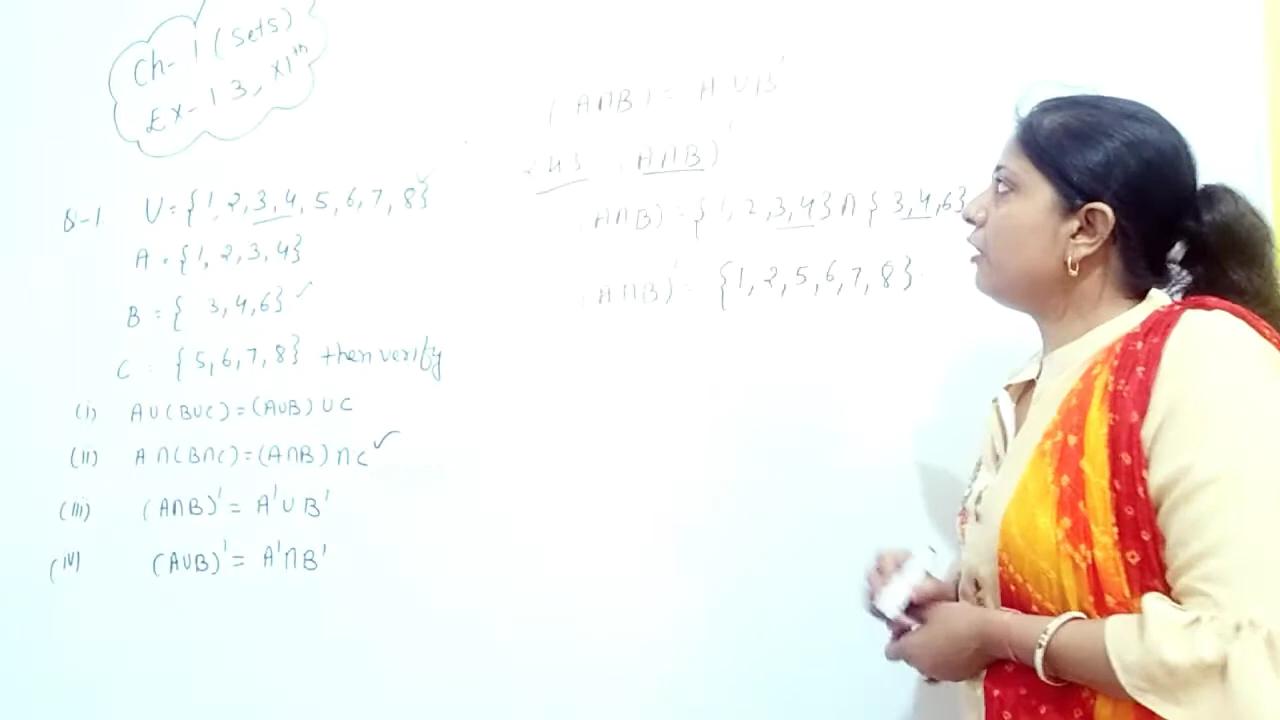 Ch-1 (Sets)
Ex-1.3, XIth
Q-1 U = {1, 2, 3, 4, 5, 6, 7, 8}
A = {1, 2, 3, 4}
B = { 3, 4, 6}
C = {5, 6, 7, 8} then verify
(i) A∪(B∪C) = (A∪B)∪C
(ii) A∩(B∩C) = (A∩B)∩C
(iii) (A∩B)' = A'∪B'
(iv) (A∪B)' = A'∩B'
(A∩B)' = A'∪B'
LHS (A∩B)'
(A∩B) = {1, 2, 3, 4} ∩ {3, 4, 6}
(A∩B)' = {1, 2, 5, 6, 7, 8}